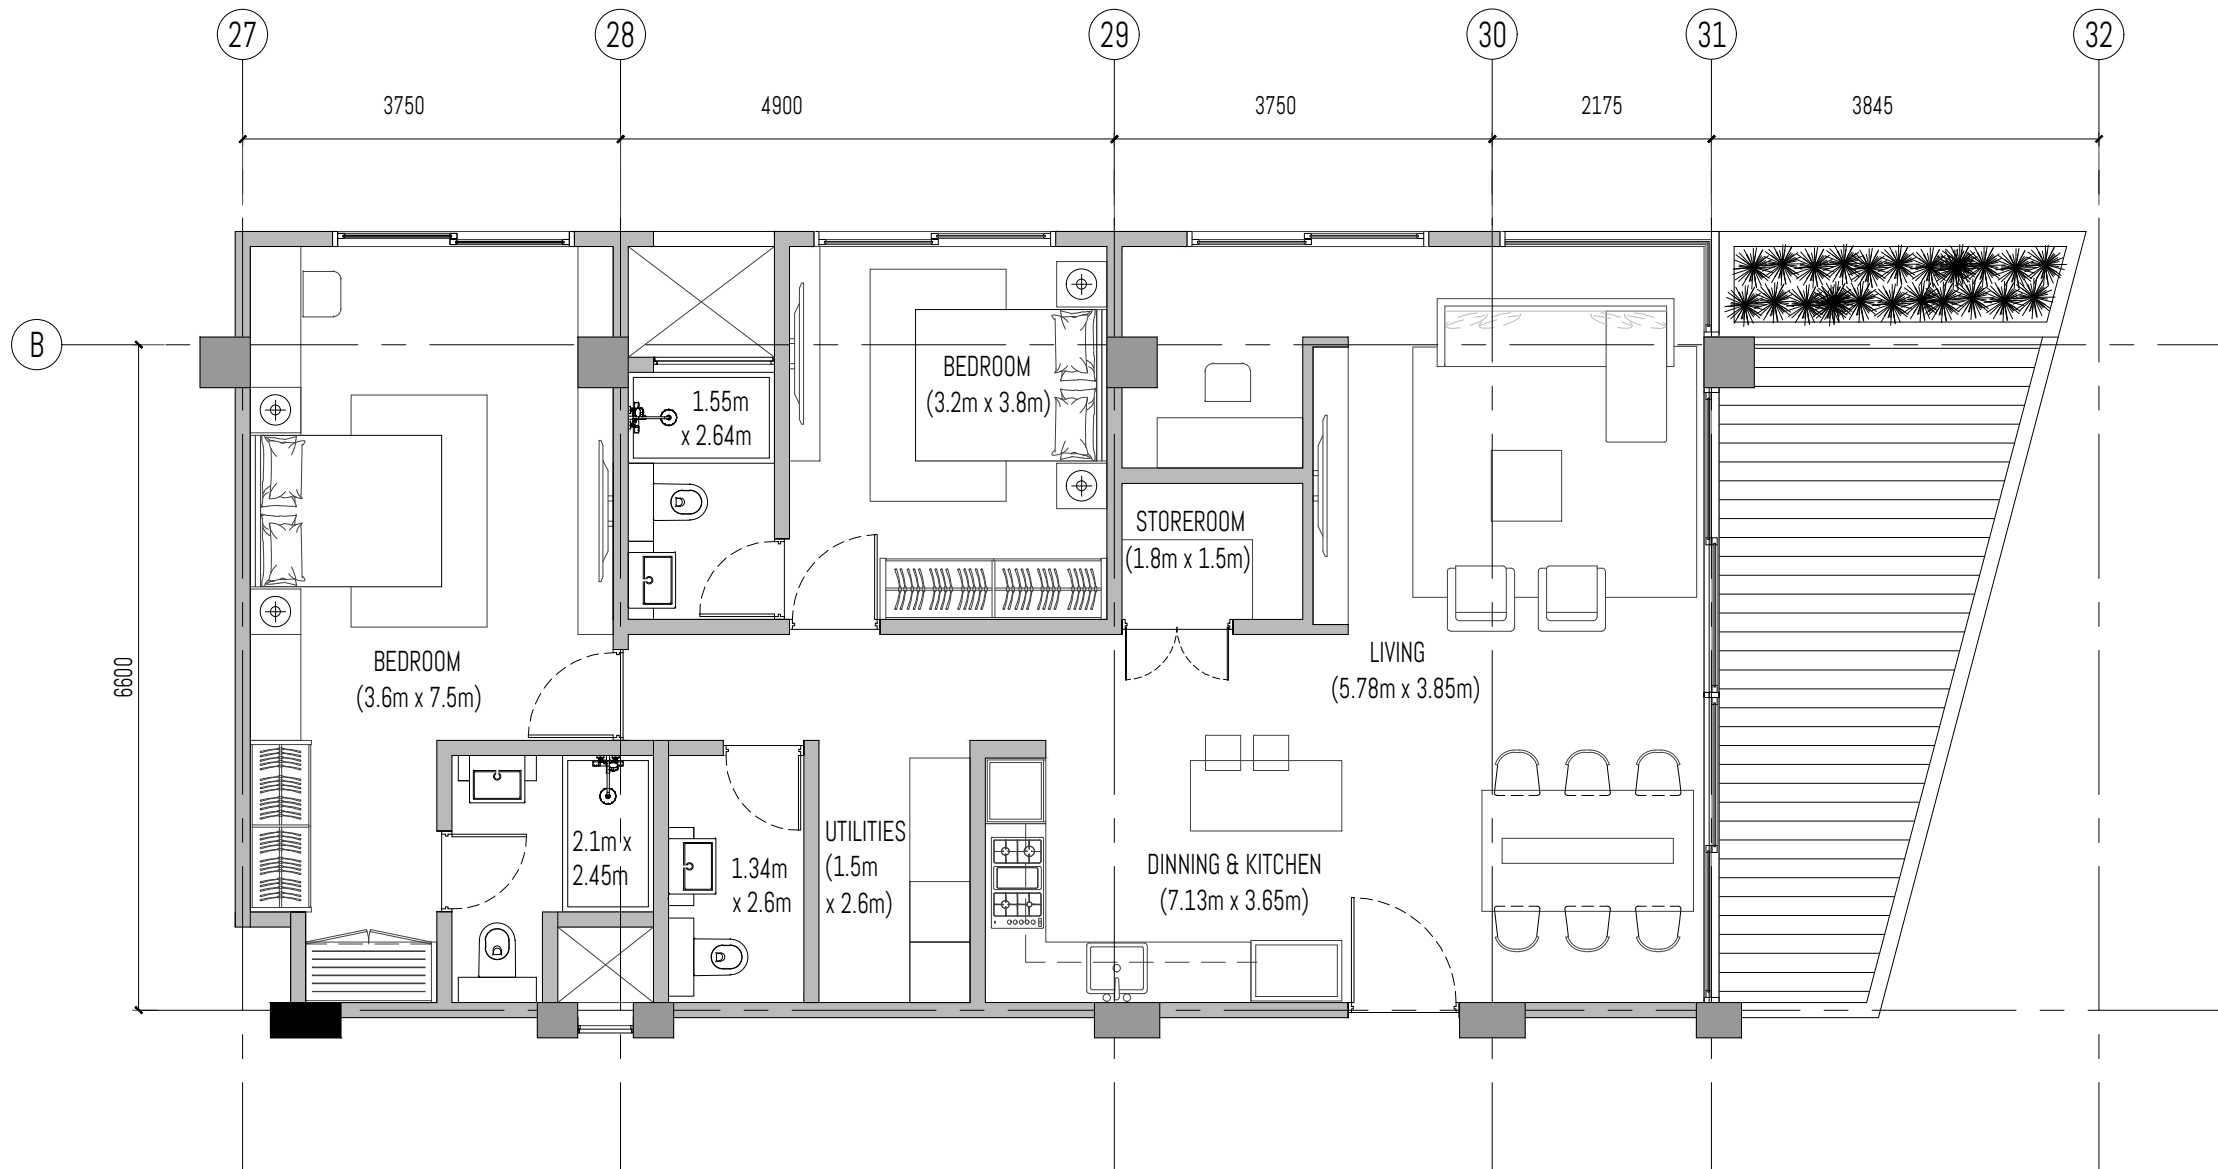 27
28
29
30
31
32
3750
4900
3750
2175
3845
B
6600
BEDROOM
(3.2m x 3.8m)
1.55m
x 2.64m
STOREROOM
(1.8m x 1.5m)
BEDROOM
(3.6m x 7.5m)
LIVING
(5.78m x 3.85m)
2.1m x
2.45m
1.34m
x 2.6m
UTILITIES
(1.5m
x 2.6m)
DINNING & KITCHEN
(7.13m x 3.65m)